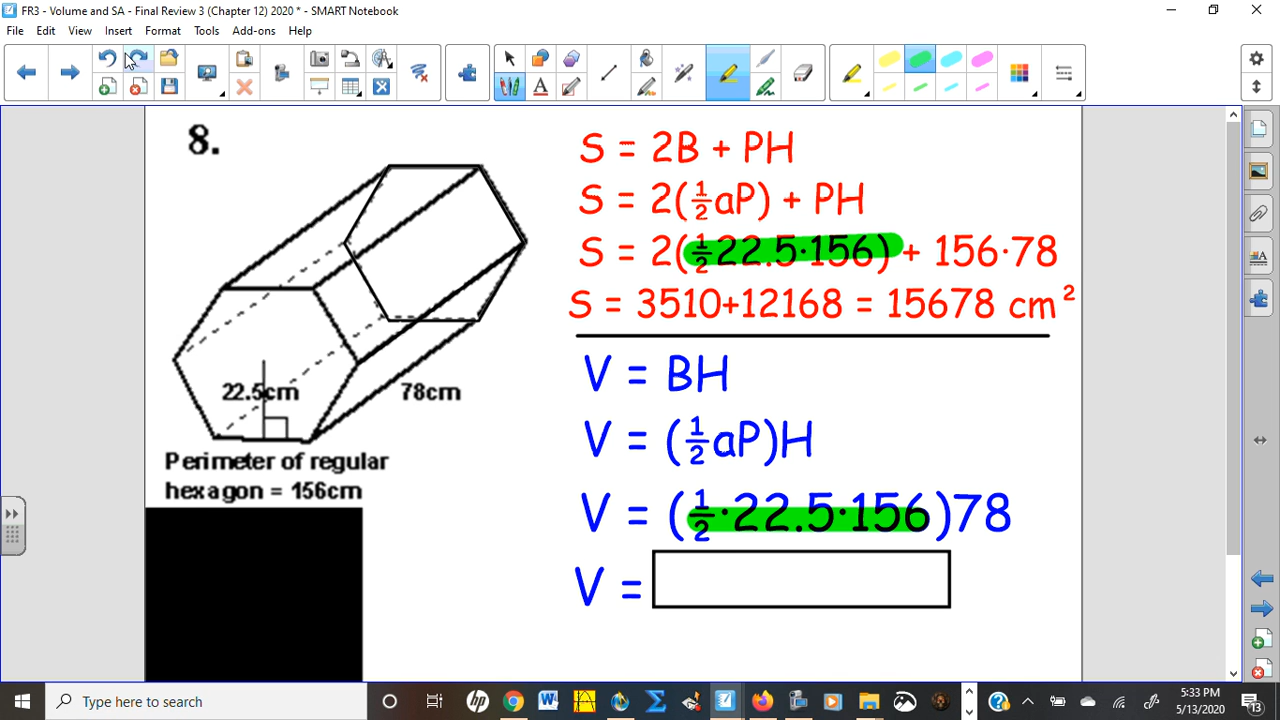 FR3 - Volume and SA - Final Review 3 (Chapter 12) 2020 * - SMART Notebook
File Edit View Insert Format Tools Add-ons Help
8.
22.5cm
78cm
Perimeter of regular
hexagon = 156cm
S = 2B + PH
S = 2(½aP) + PH
S = 2(½22.5·156) + 156·78
S = 3510+12168 = 15678 cm²
V = BH
V = (½aP)H
V = (½·22.5·156)78
V =
Type here to search
5:33 PM
5/13/2020
13